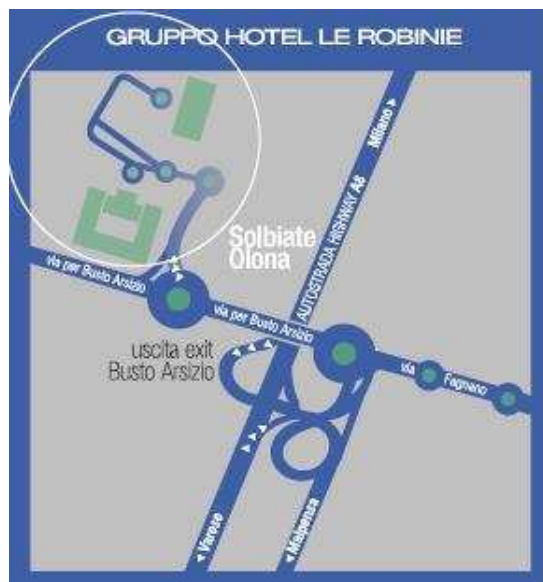 GRUPPO HOTEL LE ROBINIE
Milano
AUTOSTRADA HIGHWAY A8
Solbiate
Olona
via per Busto Arsizio
via per Busto Arsizio
uscita exit
Busto Arsizio
via Fagnano
Varese
Malpensa